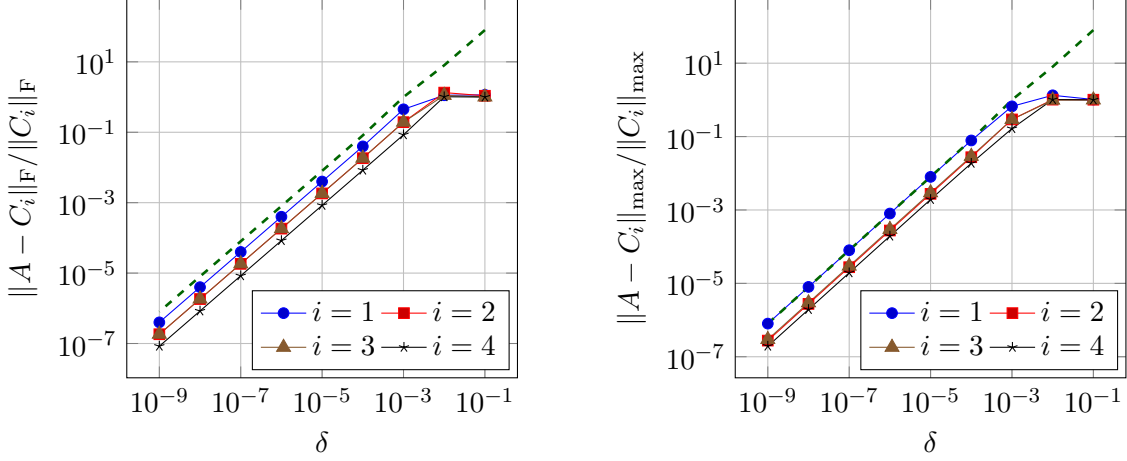 ‖A − C_i‖_F/‖C_i‖_F
10^1
10^−1
10^−3
10^−5
10^−7
i = 1 i = 2
i = 3 i = 4
10^−9 10^−7 10^−5 10^−3 10^−1
δ
‖A − C_i‖_max/‖C_i‖_max
10^1
10^−1
10^−3
10^−5
10^−7
i = 1 i = 2
i = 3 i = 4
10^−9 10^−7 10^−5 10^−3 10^−1
δ